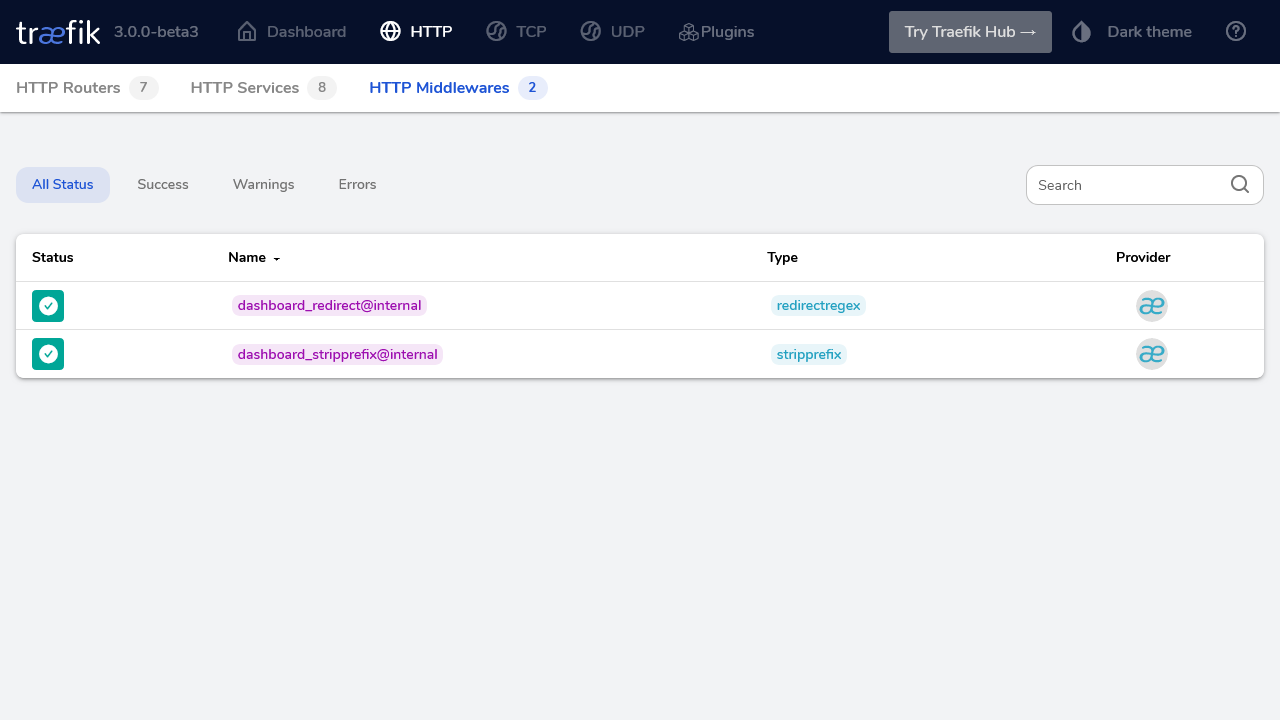 træfik 3.0.0-beta3 Dashboard HTTP TCP UDP Plugins Try Traefik Hub → Dark theme
HTTP Routers 7 HTTP Services 8 HTTP Middlewares 2
All Status Success Warnings Errors Search
Status Name Type Provider
dashboard_redirect@internal redirectregex æ
dashboard_stripprefix@internal stripprefix æ